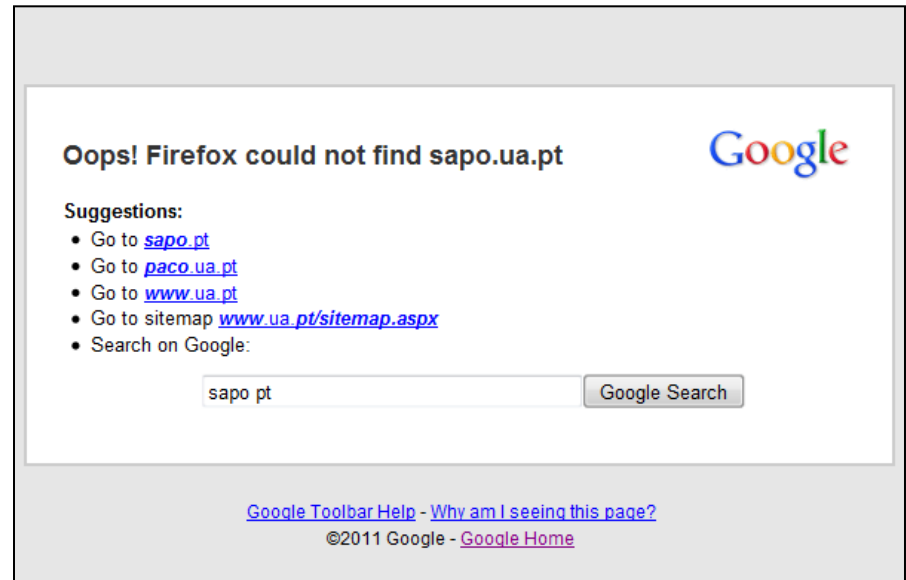 Oops! Firefox could not find sapo.ua.pt
Google
Suggestions:
• Go to sapo.pt
• Go to paco.ua.pt
• Go to www.ua.pt
• Go to sitemap www.ua.pt/sitemap.aspx
• Search on Google:
sapo pt Google Search
Google Toolbar Help - Why am I seeing this page?
©2011 Google - Google Home